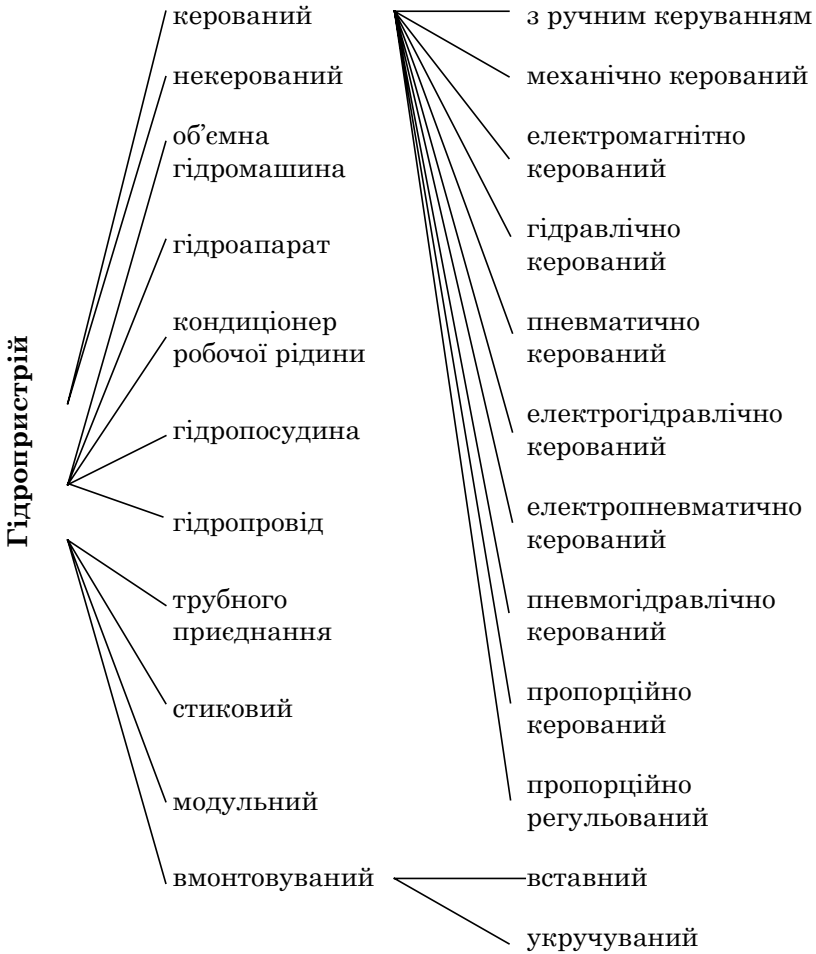 Гідропристрій
керований
некерований
об’ємна
гідромашина
гідроапарат
кондиціонер
робочої рідини
гідропосудина
гідропровід
трубного
приєднання
стиковий
модульний
вмонтовуваний
з ручним керуванням
механічно керований
електромагнітно
керований
гідравлічно
керований
пневматично
керований
електрогідравлічно
керований
електропневматично
керований
пневмогідравлічно
керований
пропорційно
керований
пропорційно
регульований
вставний
укручуваний